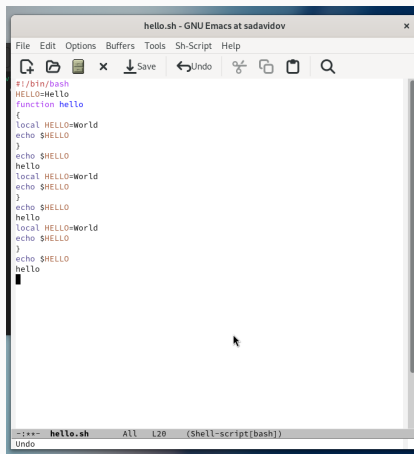 hello.sh - GNU Emacs at sadavidov ×
File Edit Options Buffers Tools Sh-Script Help
Save Undo
#!/bin/bash
HELLO=Hello
function hello
{
local HELLO=World
echo $HELLO
}
echo $HELLO
hello
local HELLO=World
echo $HELLO
}
echo $HELLO
hello
local HELLO=World
echo $HELLO
}
echo $HELLO
hello
-:**- hello.sh All L20 (Shell-script[bash])
Undo